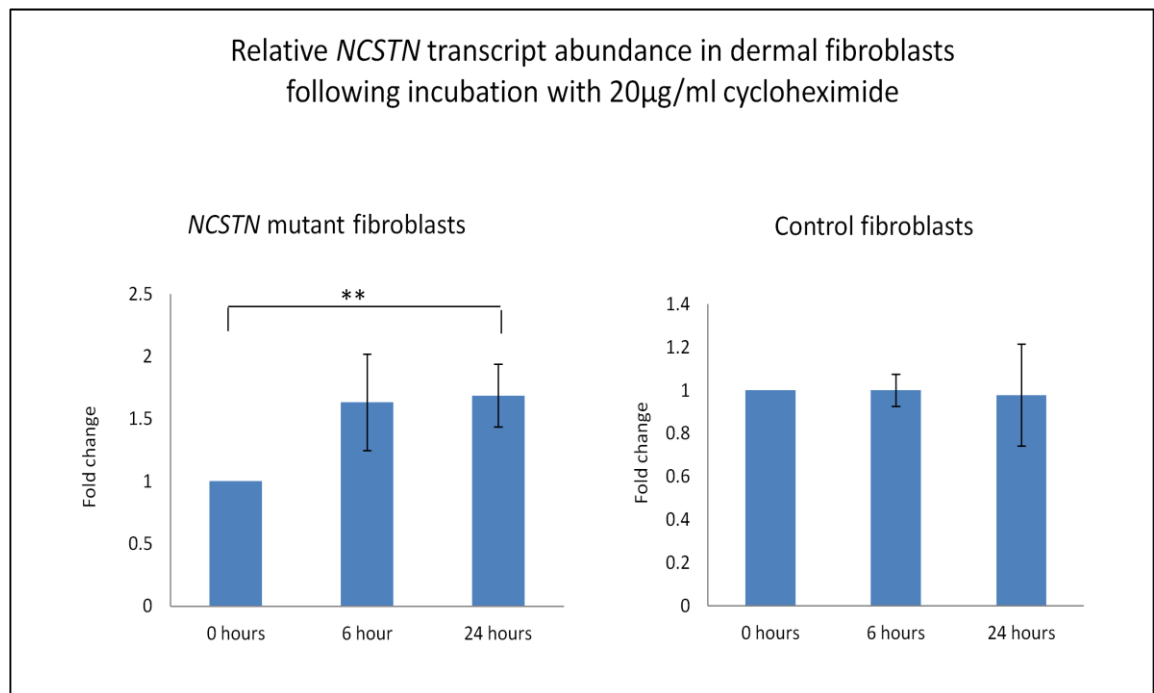 Relative NCSTN transcript abundance in dermal fibroblasts
following incubation with 20µg/ml cycloheximide
NCSTN mutant fibroblasts
**
Fold change
2.5
2
1.5
1
0.5
0
0 hours 6 hour 24 hours
Control fibroblasts
Fold change
1.4
1.2
1
0.8
0.6
0.4
0.2
0
0 hours 6 hours 24 hours